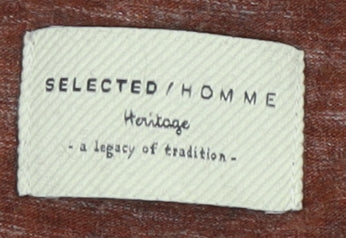 SELECTED / HOMME
Heritage
- a legacy of tradition -